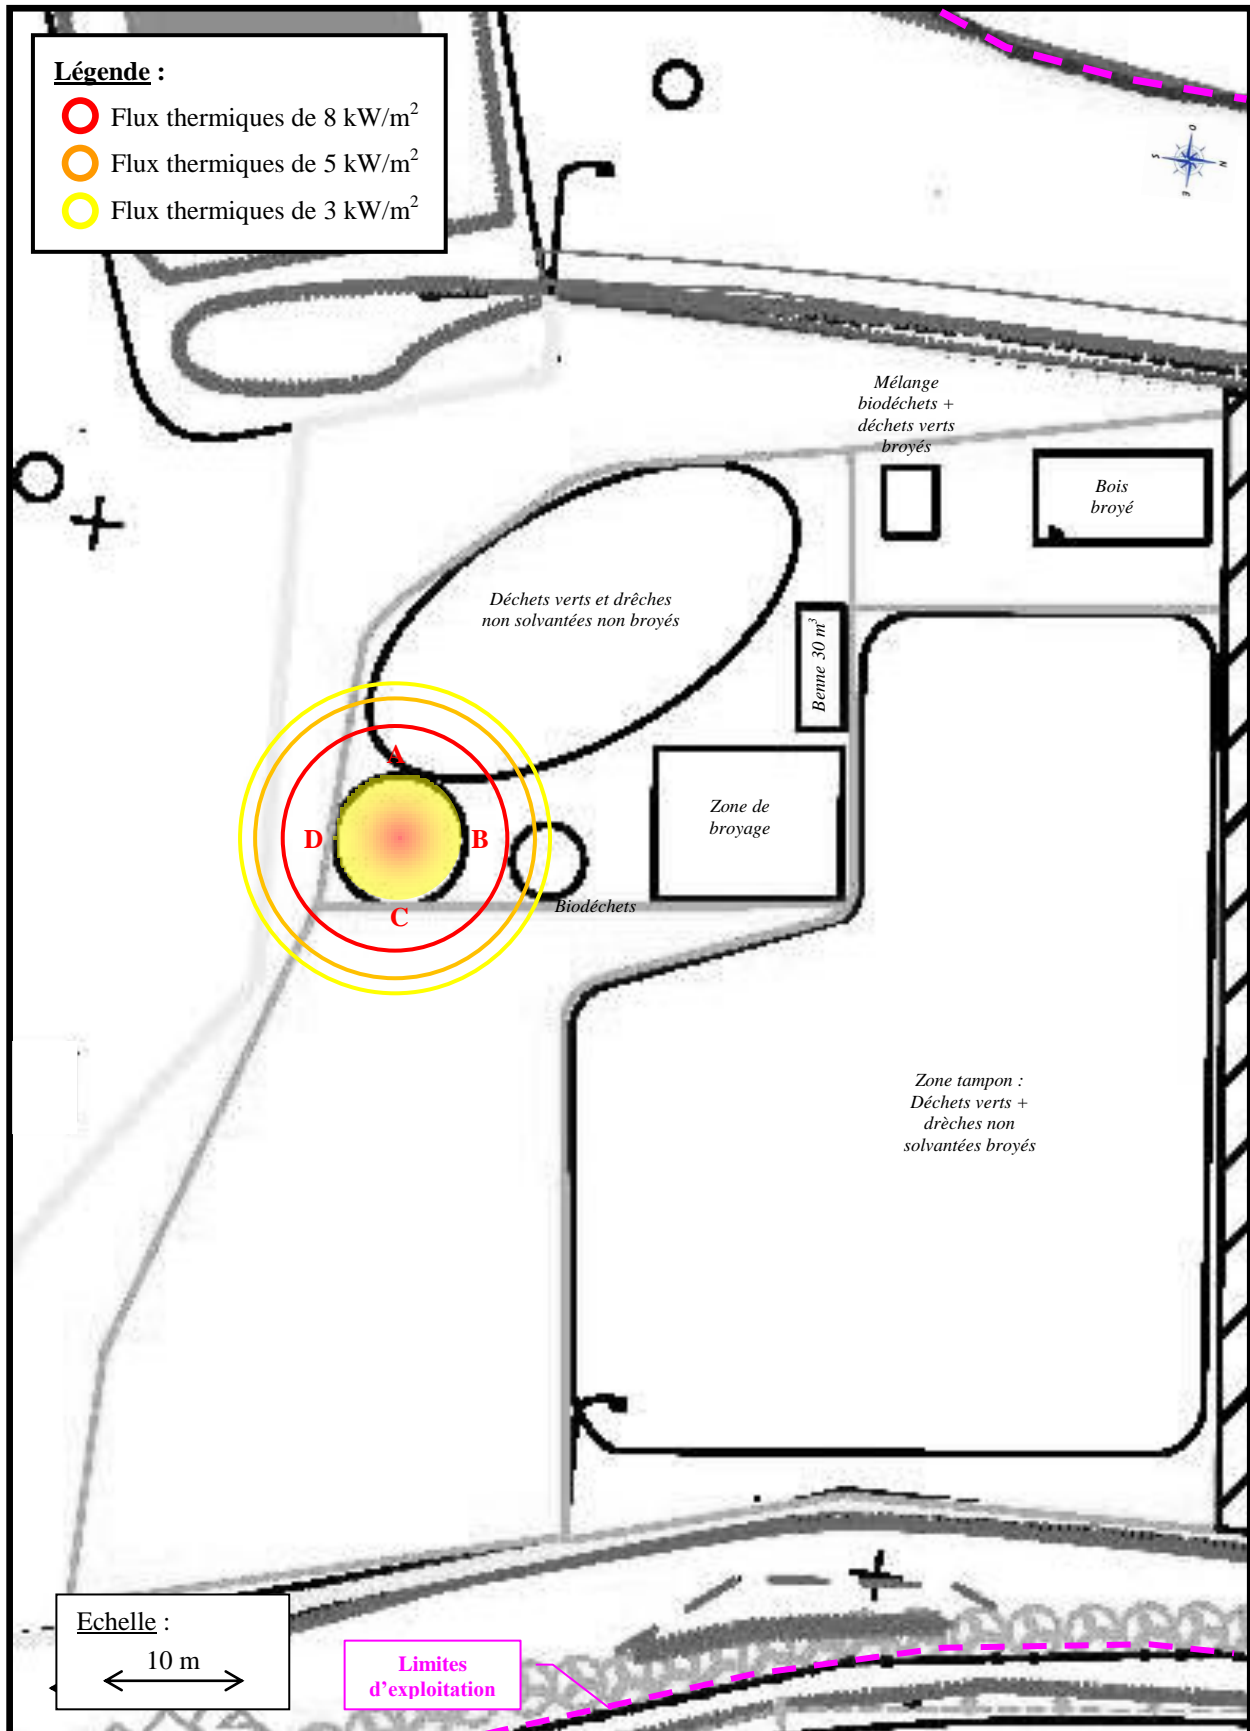 Légende :
Flux thermiques de 8 kW/m²
Flux thermiques de 5 kW/m²
Flux thermiques de 3 kW/m²
O
S
N
E
Mélange
biodéchets +
déchets verts
broyés
Bois
broyé
Déchets verts et drêches
non solvantées non broyés
Benne 30 m³
A
D
B
C
Zone de
broyage
Biodéchets
Zone tampon :
Déchets verts +
drèches non
solvantées broyés
Echelle :
10 m
Limites
d'exploitation